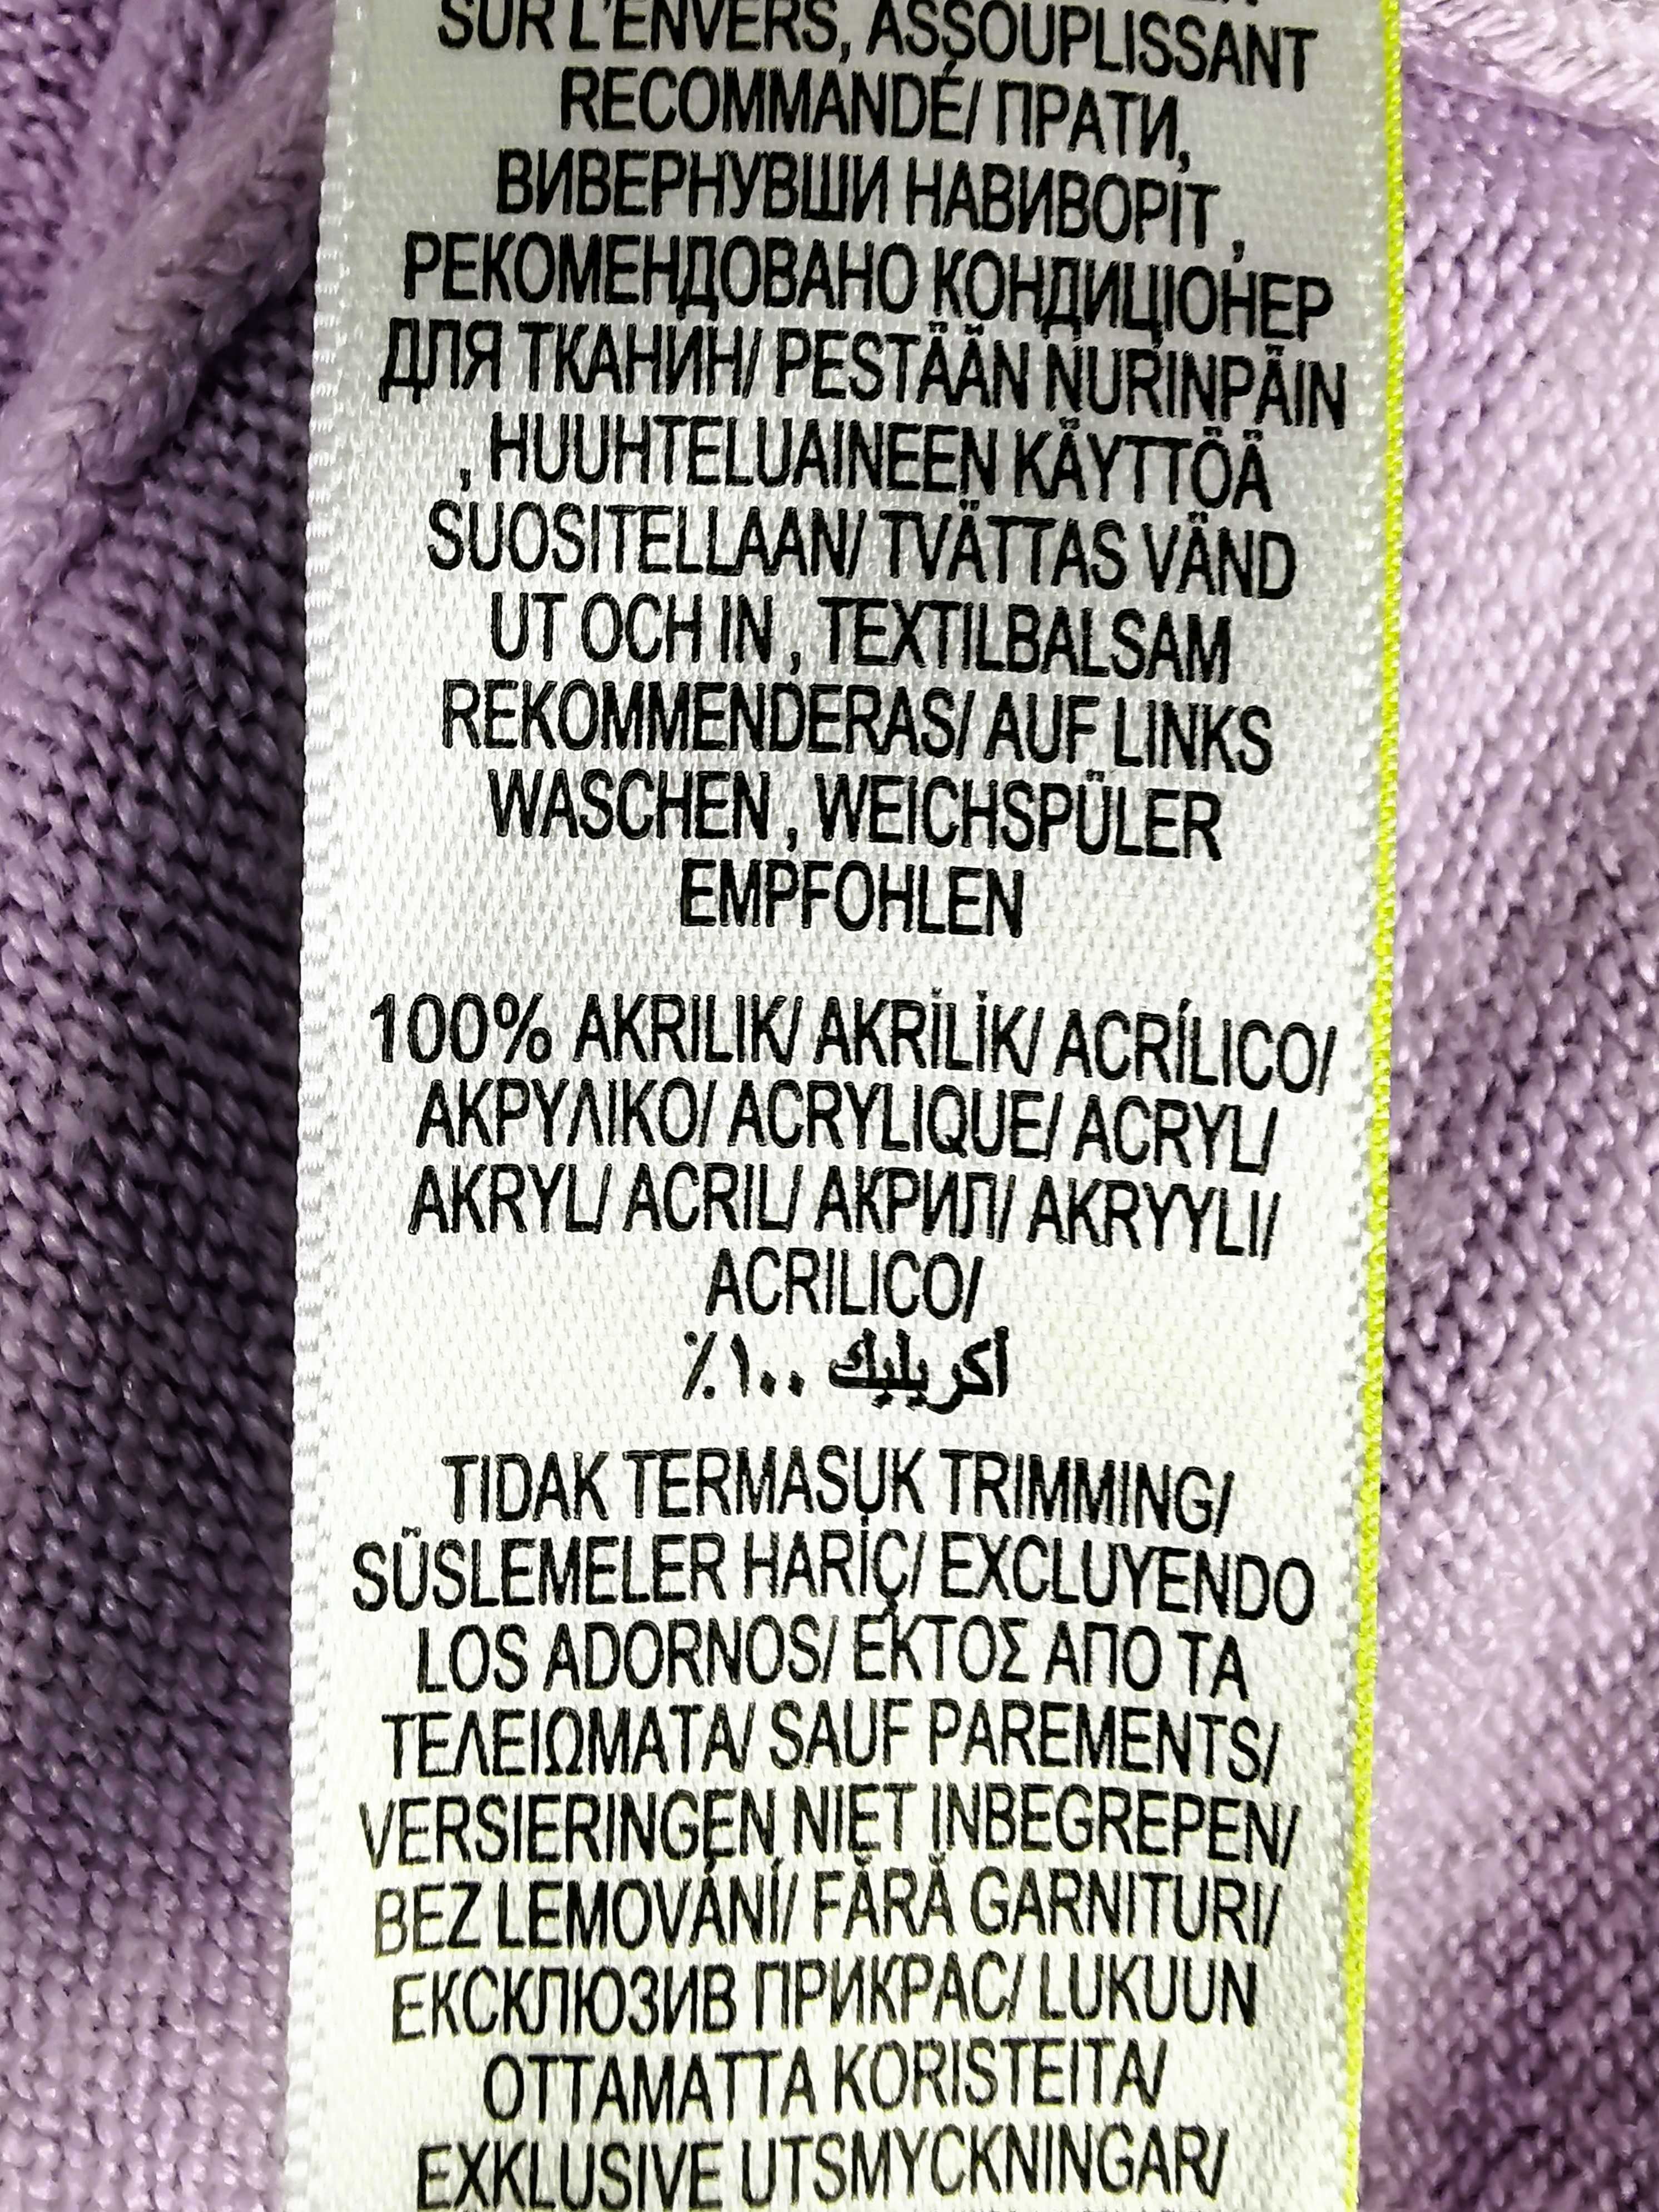 SUR L'ENVERS, ASSOUPLISSANT
RECOMMANDÉ/ ПРАТИ,
ВИВЕРНУВШИ НАВИВОРІТ ,
РЕКОМЕНДОВАНО КОНДИЦІОНЕР
ДЛЯ ТКАНИН/ PESTÄÄN NURINPÄIN
, HUUHTELUAINEEN KÄYTTÖÄ
SUOSITELLAAN/ TVÄTTAS VÄND
UT OCH IN , TEXTILBALSAM
REKOMMENDERAS/ AUF LINKS
WASCHEN , WEICHSPÜLER
EMPFOHLEN
100% AKRILIK/ AKRİLİK/ ACRÍLICO/
ΑΚΡΥΛΙΚΟ/ ACRYLIQUE/ ACRYL/
AKRYL/ ACRIL/ АКРИЛ/ AKRYYLI/
ACRILICO/
أكريليك ١٠٠٪
TIDAK TERMASUK TRIMMING/
SÜSLEMELER HARİÇ/ EXCLUYENDO
LOS ADORNOS/ ΕΚΤΟΣ ΑΠΟ ΤΑ
ΤΕΛΕΙΩΜΑΤΑ/ SAUF PAREMENTS/
VERSIERINGEN NIET INBEGREPEN/
BEZ LEMOVÁNÍ/ FĂRĂ GARNITURI/
ЕКСКЛЮЗИВ ПРИКРАС/ LUKUUN
OTTAMATTA KORISTEITA/
EXKLUSIVE UTSMYCKNINGAR/